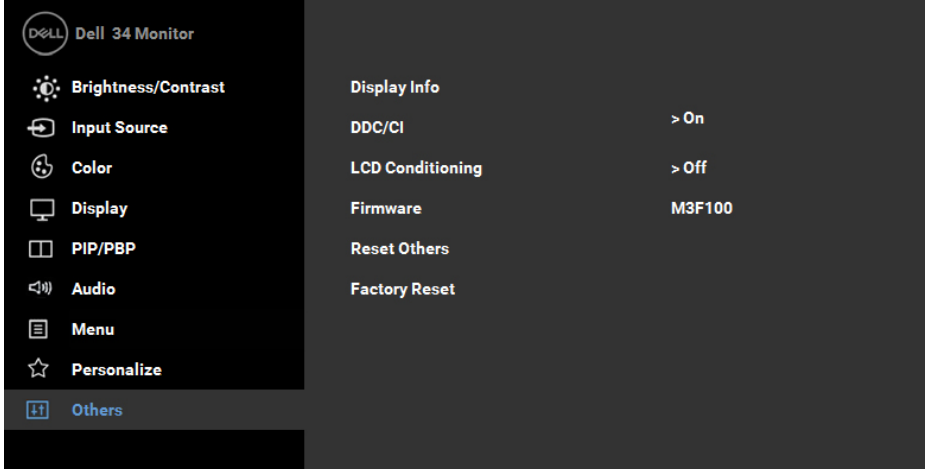 DELL Dell 34 Monitor
Brightness/Contrast
Input Source
Color
Display
PIP/PBP
Audio
Menu
Personalize
Others
Display Info
DDC/CI > On
LCD Conditioning > Off
Firmware M3F100
Reset Others
Factory Reset